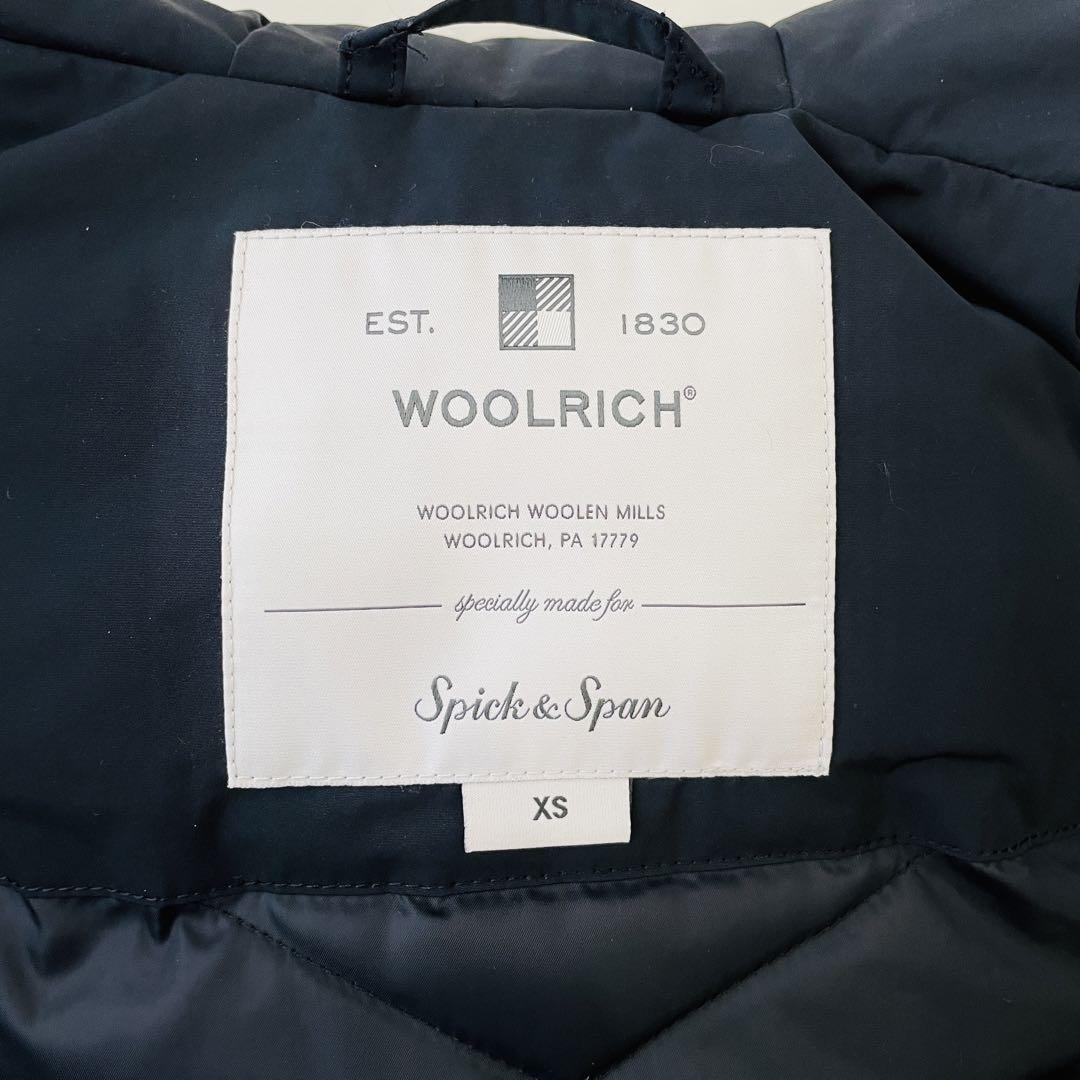 EST. 1830
WOOLRICH®
WOOLRICH WOOLEN MILLS
WOOLRICH, PA 17779
specially made for
Spick & Span
XS